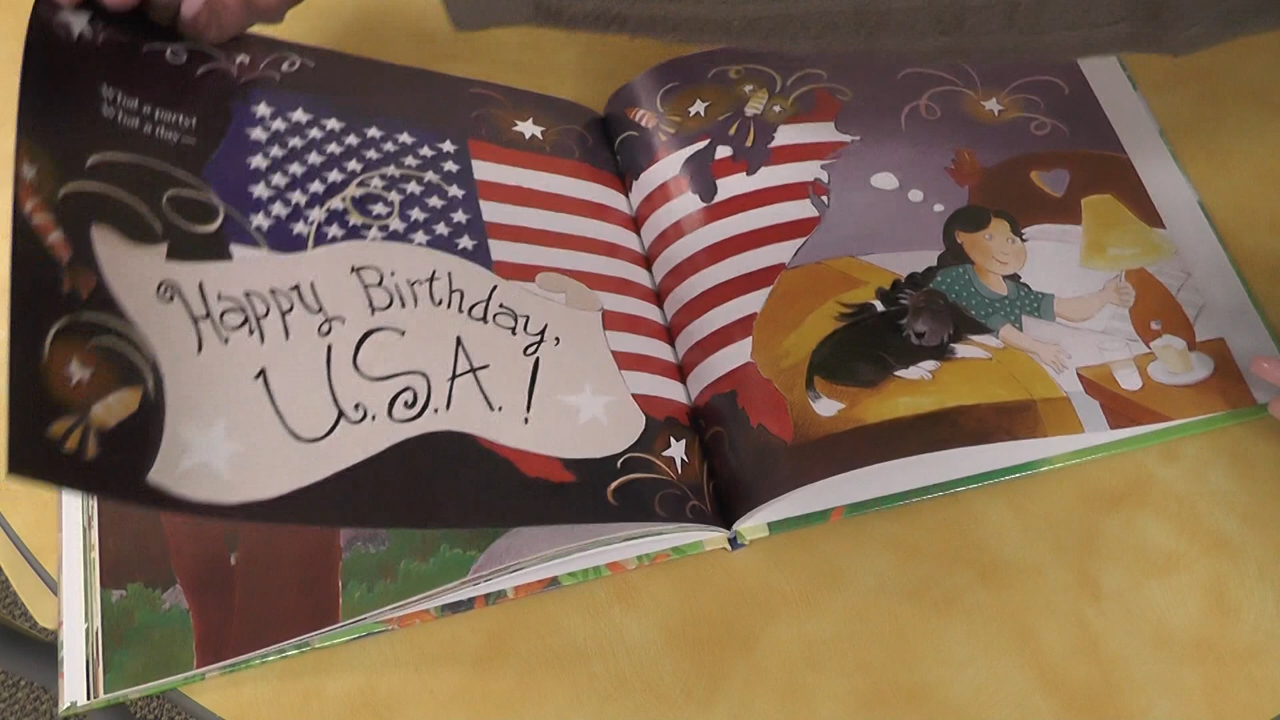 What a party!
What a day—
Happy Birthday,
U.S.A.!